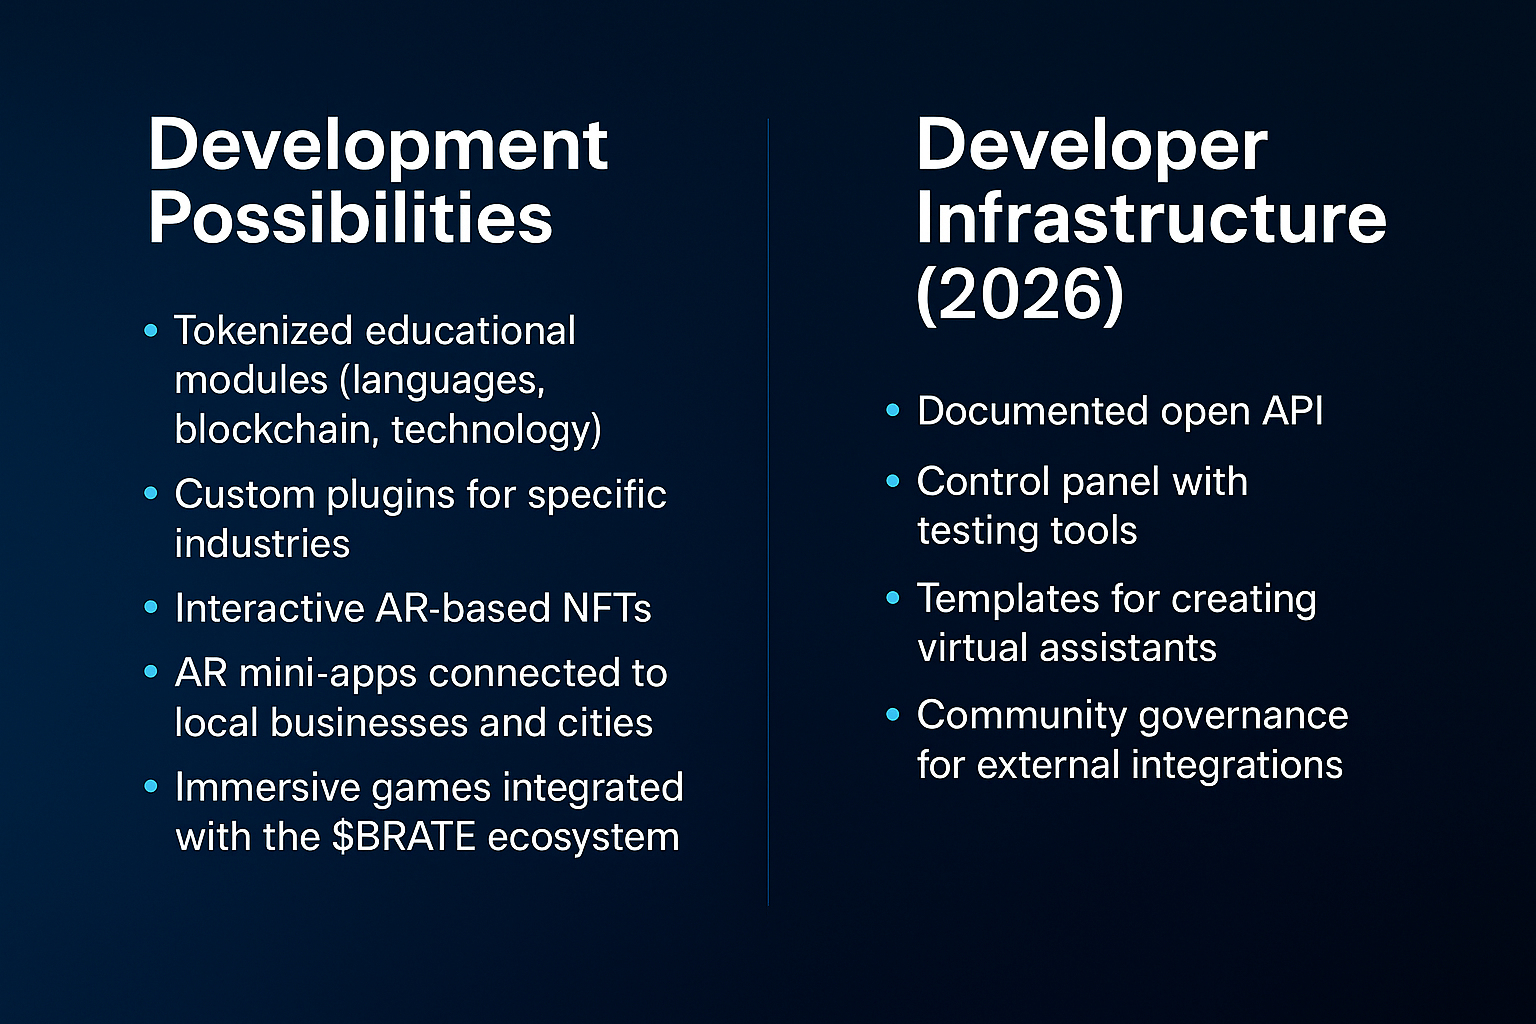 Development
Possibilities
• Tokenized educational
modules (languages,
blockchain, technology)
• Custom plugins for specific
industries
• Interactive AR-based NFTs
• AR mini-apps connected to
local businesses and cities
• Immersive games integrated
with the $BRATE ecosystem
Developer
Infrastructure
(2026)
• Documented open API
• Control panel with
testing tools
• Templates for creating
virtual assistants
• Community governance
for external integrations